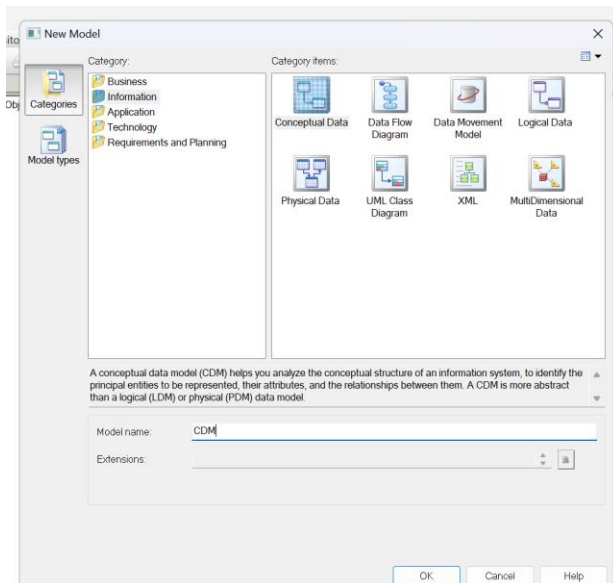 ito
New Model
Category:
Category items:
Obj
Categories
Model types
Business
Information
Application
Technology
Requirements and Planning
Conceptual Data
Data Flow
Diagram
Data Movement
Model
Logical Data
Physical Data
UML Class
Diagram
XML
MultiDimensional
Data
A conceptual data model (CDM) helps you analyze the conceptual structure of an information system, to identify the
principal entities to be represented, their attributes, and the relationships between them. A CDM is more abstract
than a logical (LDM) or physical (PDM) data model.
Model name:
CDM
Extensions:
OK
Cancel
Help